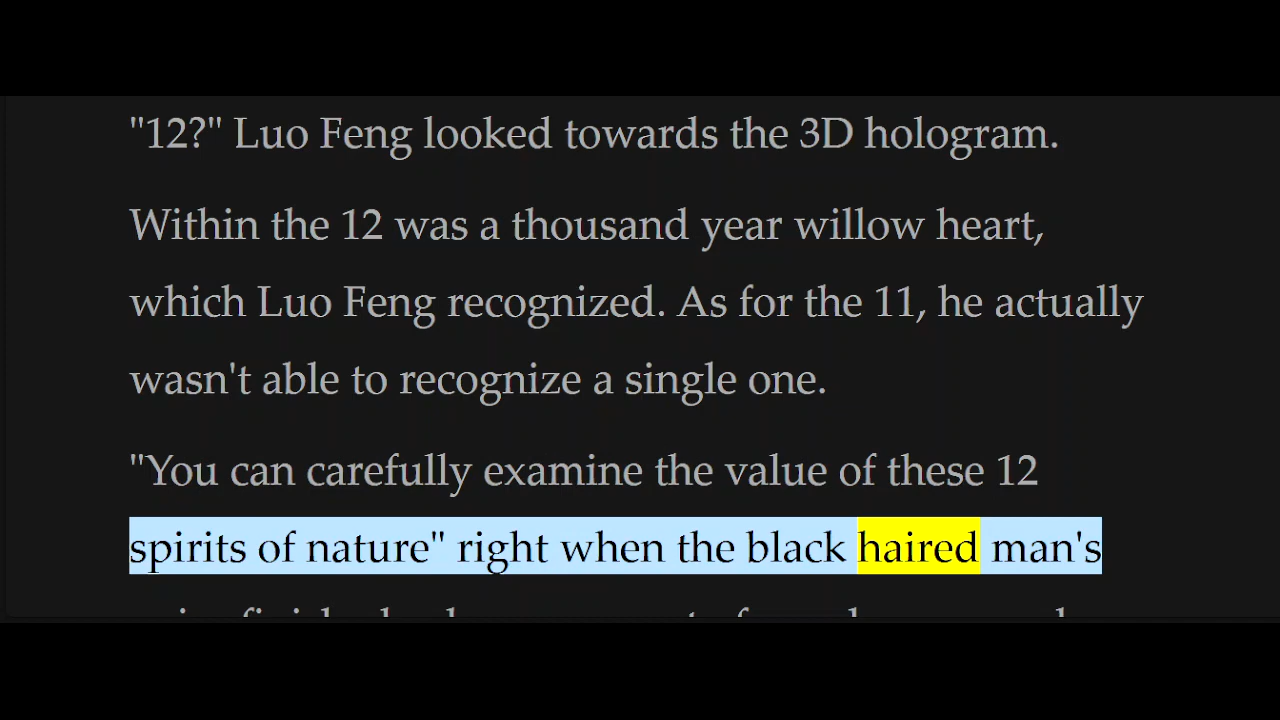 "12?" Luo Feng looked towards the 3D hologram.
Within the 12 was a thousand year willow heart,
which Luo Feng recognized. As for the 11, he actually
wasn't able to recognize a single one.
"You can carefully examine the value of these 12
spirits of nature" right when the black haired man's